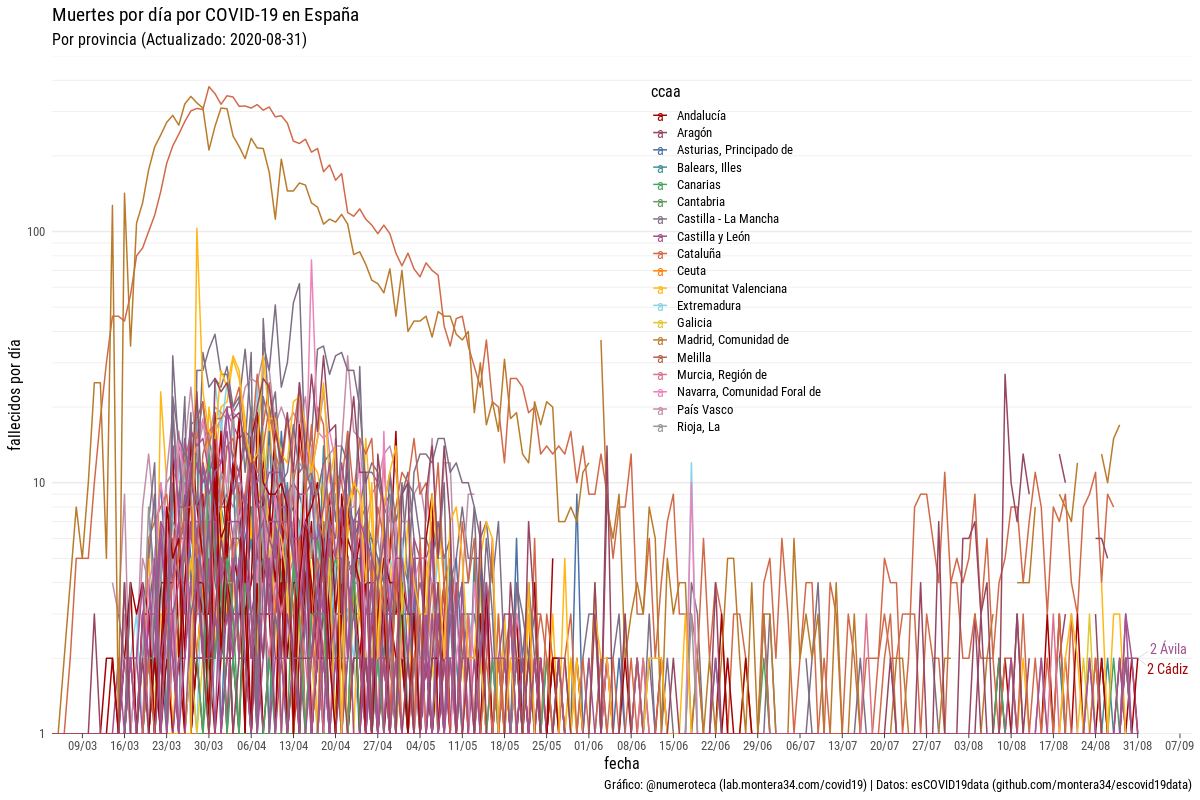 Muertes por día por COVID-19 en España
Por provincia (Actualizado: 2020-08-31)
ccaa
Andalucía
Aragón
Asturias, Principado de
Balears, Illes
Canarias
Cantabria
Castilla - La Mancha
Castilla y León
Cataluña
Ceuta
Comunitat Valenciana
Extremadura
Galicia
Madrid, Comunidad de
Melilla
Murcia, Región de
Navarra, Comunidad Foral de
País Vasco
Rioja, La
fallecidos por día
100
10
1
2 Ávila
2 Cádiz
09/03 16/03 23/03 30/03 06/04 13/04 20/04 27/04 04/05 11/05 18/05 25/05 01/06 08/06 15/06 22/06 29/06 06/07 13/07 20/07 27/07 03/08 10/08 17/08 24/08 31/08 07/09
fecha
Gráfico: @numeroteca (lab.montera34.com/covid19) | Datos: esCOVID19data (github.com/montera34/escovid19data)